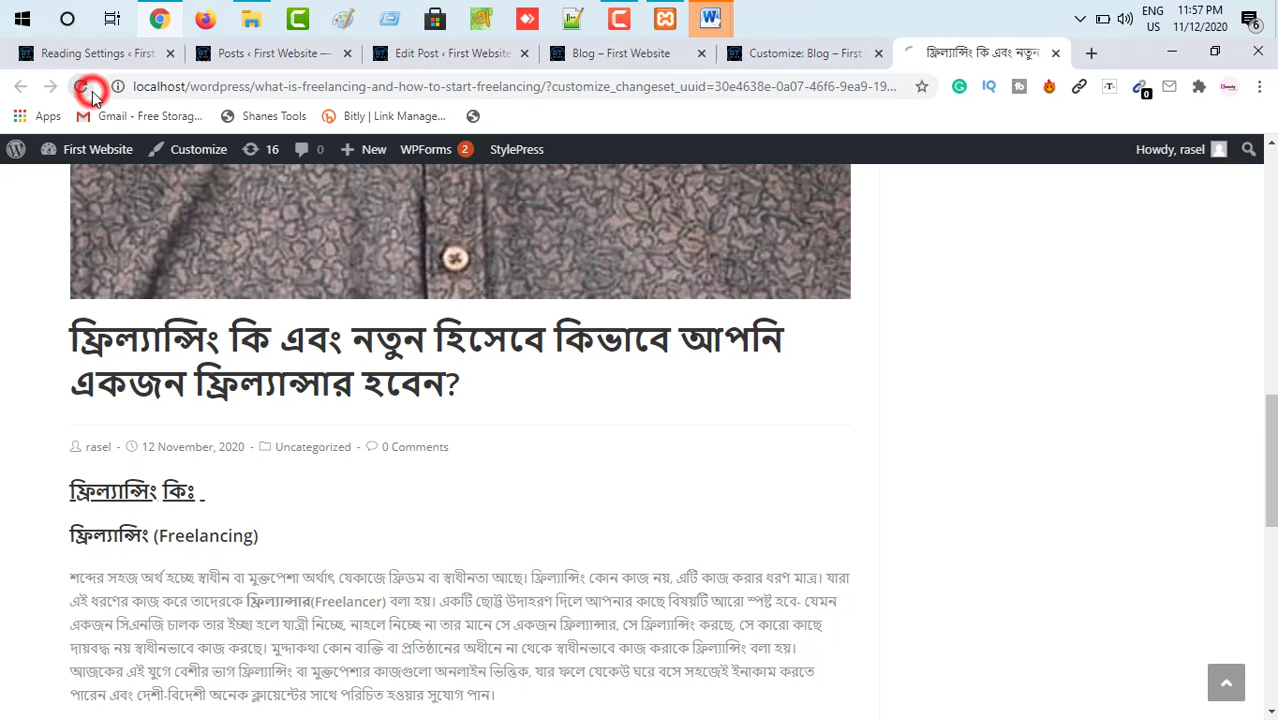 ENG
US
11:57 PM
11/12/2020
6
Reading Settings ‹ First
Posts ‹ First Website —
Edit Post ‹ First Website
Blog – First Website
Customize: Blog – First
ফ্রিল্যান্সিং কি এবং নতুন
localhost/wordpress/what-is-freelancing-and-how-to-start-freelancing/?customize_changeset_uuid=30e4638e-0a07-46f6-9ea9-19...
Apps
Gmail - Free Storag...
Shanes Tools
Bitly | Link Manage...
First Website
Customize
16
0
New
WPForms 2
StylePress
Howdy, rasel
ফ্রিল্যান্সিং কি এবং নতুন হিসেবে কিভাবে আপনি
একজন ফ্রিল্যান্সার হবেন?
rasel - 12 November, 2020 - Uncategorized - 0 Comments
ফ্রিল্যান্সিং কিঃ -
ফ্রিল্যান্সিং (Freelancing)
শব্দের সহজ অর্থ হচ্ছে স্বাধীন বা মুক্তপেশা অর্থাৎ যেকাজে ফ্রিডম বা স্বাধীনতা আছে। ফ্রিল্যান্সিং কোন কাজ নয়, এটি কাজ করার ধরণ মাত্র। যারা
এই ধরণের কাজ করে তাদেরকে ফ্রিল্যান্সার(Freelancer) বলা হয়। একটি ছোট্ট উদাহরণ দিলে আপনার কাছে বিষয়টি আরো স্পষ্ট হবে- যেমন
একজন সিএনজি চালক তার ইচ্ছা হলে যাত্রী নিচ্ছে, নাহলে নিচ্ছে না তার মানে সে একজন ফ্রিল্যান্সার, সে ফ্রিল্যান্সিং করছে, সে কারো কাছে
দায়বদ্ধ নয় স্বাধীনভাবে কাজ করছে। মুদ্দাকথা কোন ব্যক্তি বা প্রতিষ্ঠানের অধীনে না থেকে স্বাধীনভাবে কাজ করাকে ফ্রিল্যান্সিং বলা হয়।
আজকের এই যুগে বেশীর ভাগ ফ্রিল্যান্সিং বা মুক্তপেশার কাজগুলো অনলাইন ভিত্তিক, যার ফলে যেকেউ ঘরে বসে সহজেই ইনকাম করতে
পারেন এবং দেশী-বিদেশী অনেক ক্লায়েন্টের সাথে পরিচিত হওয়ার সুযোগ পান।